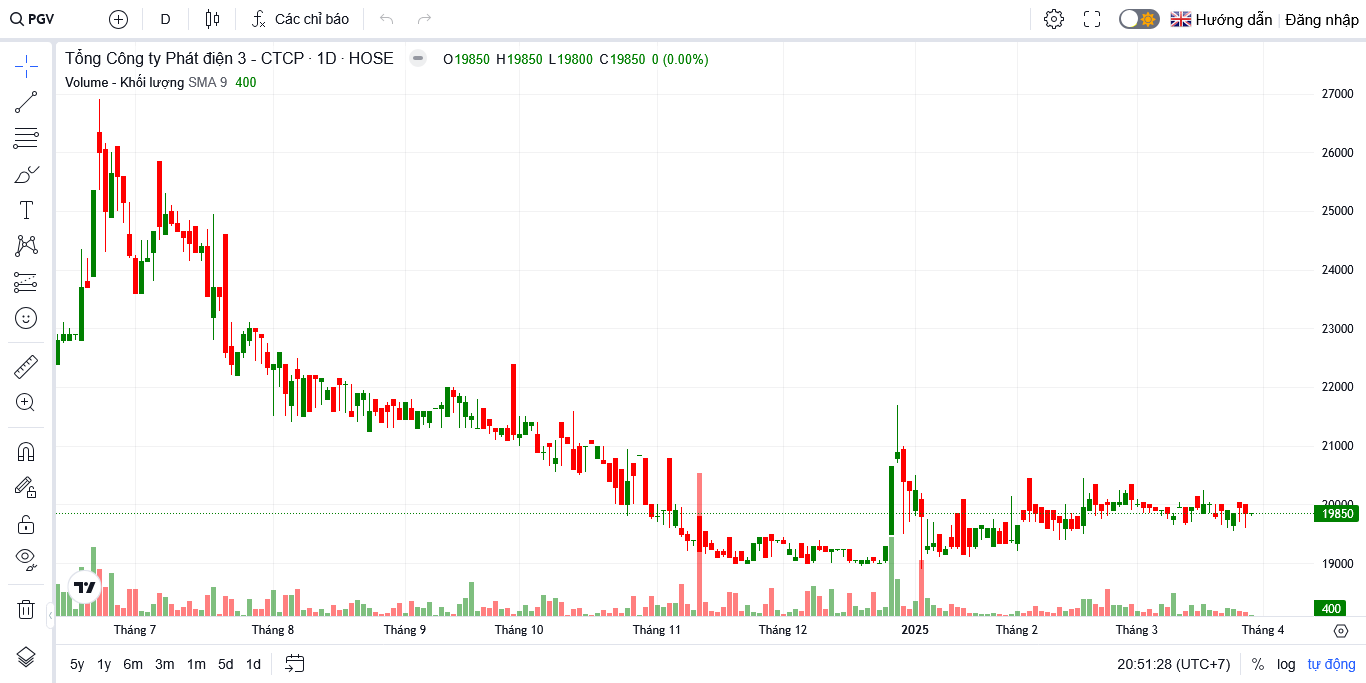 PGV D Các chỉ báo Hướng dẫn Đăng nhập
Tổng Công ty Phát điện 3 - CTCP · 1D · HOSE O19850 H19850 L19800 C19850 0 (0.00%)
Volume - Khối lượng SMA 9 400
27000
26000
25000
24000
23000
22000
21000
20000
19850
19000
400
Tháng 7 Tháng 8 Tháng 9 Tháng 10 Tháng 11 Tháng 12 2025 Tháng 2 Tháng 3 Tháng 4
5y 1y 6m 3m 1m 5d 1d 20:51:28 (UTC+7) % log tự động